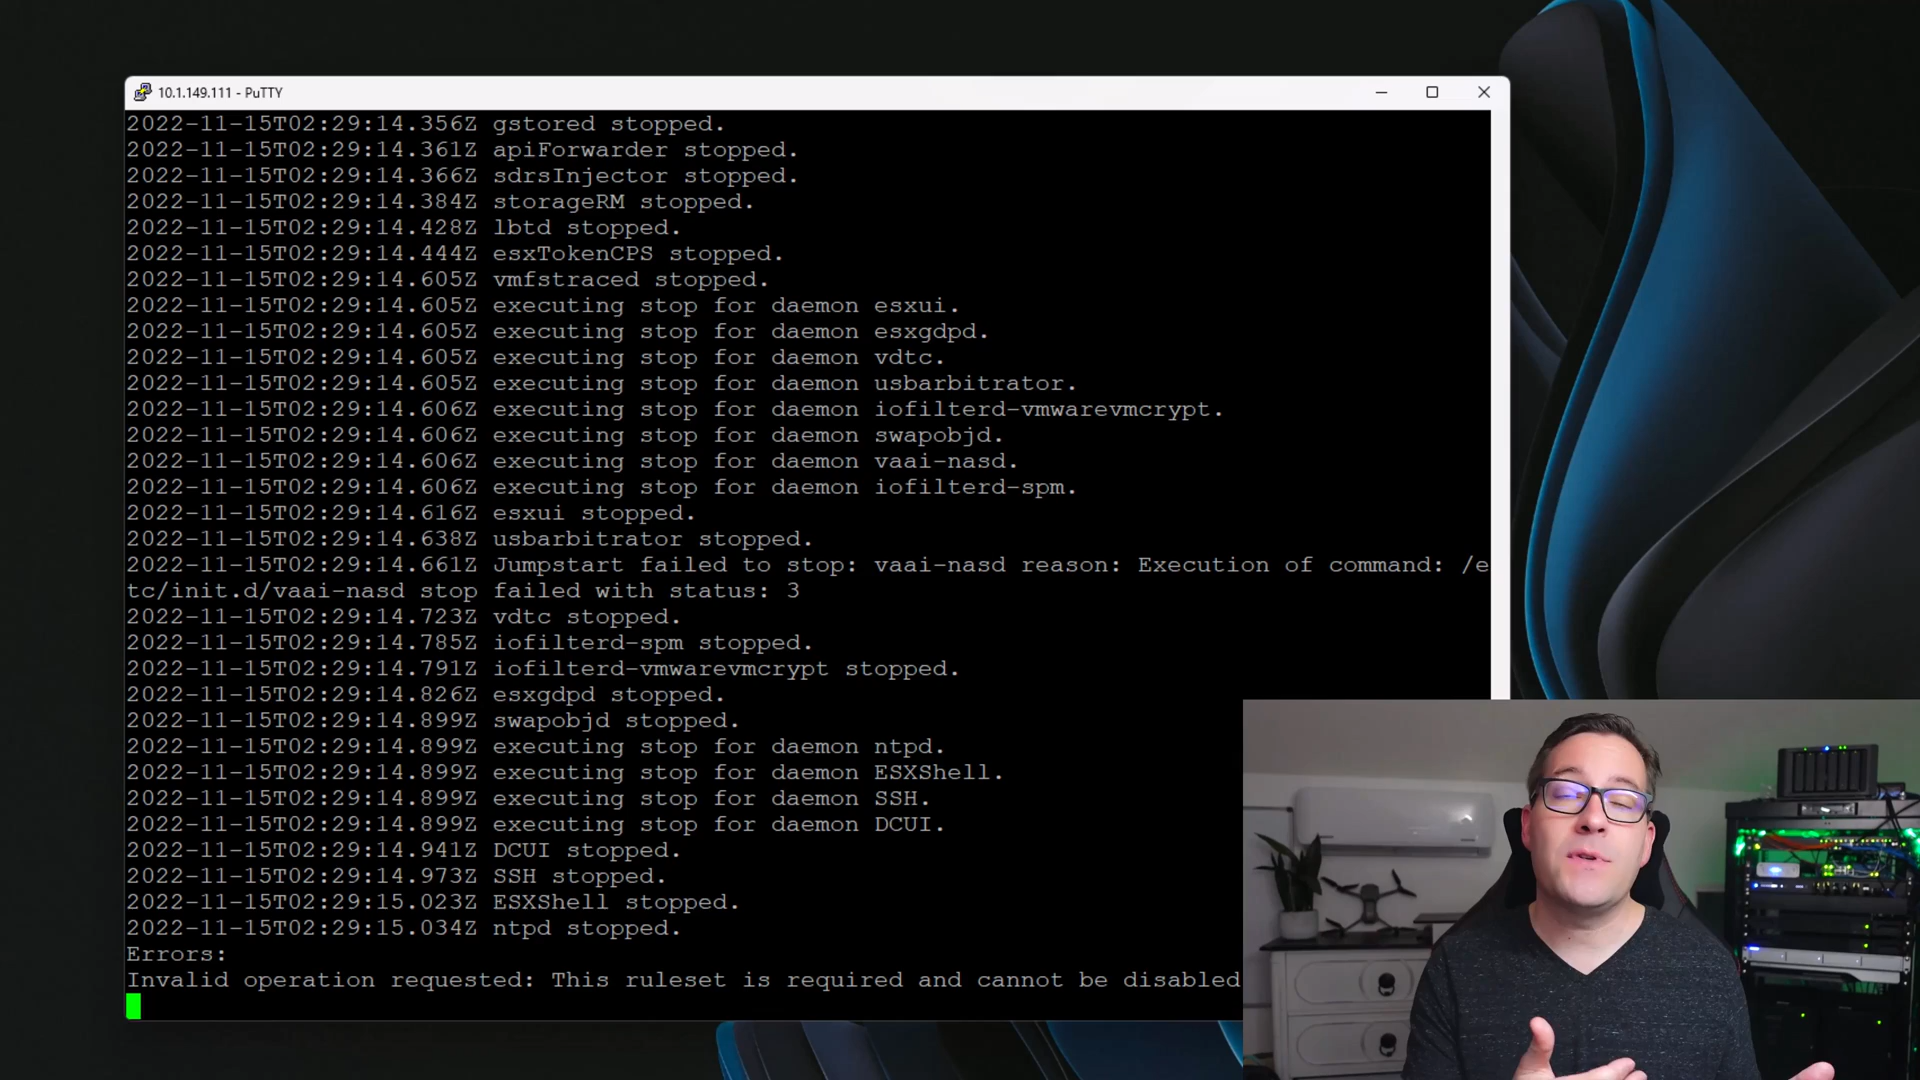 10.1.149.111 - PuTTY
2022-11-15T02:29:14.356Z gstored stopped.
2022-11-15T02:29:14.361Z apiForwarder stopped.
2022-11-15T02:29:14.366Z sdrsInjector stopped.
2022-11-15T02:29:14.384Z storageRM stopped.
2022-11-15T02:29:14.428Z lbtd stopped.
2022-11-15T02:29:14.444Z esxTokenCPS stopped.
2022-11-15T02:29:14.605Z vmfstraced stopped.
2022-11-15T02:29:14.605Z executing stop for daemon esxui.
2022-11-15T02:29:14.605Z executing stop for daemon esxgdpd.
2022-11-15T02:29:14.605Z executing stop for daemon vdtc.
2022-11-15T02:29:14.605Z executing stop for daemon usbarbitrator.
2022-11-15T02:29:14.606Z executing stop for daemon iofilterd-vmwarevmcrypt.
2022-11-15T02:29:14.606Z executing stop for daemon swapobjd.
2022-11-15T02:29:14.606Z executing stop for daemon vaai-nasd.
2022-11-15T02:29:14.606Z executing stop for daemon iofilterd-spm.
2022-11-15T02:29:14.616Z esxui stopped.
2022-11-15T02:29:14.638Z usbarbitrator stopped.
2022-11-15T02:29:14.661Z Jumpstart failed to stop: vaai-nasd reason: Execution of command: /e
tc/init.d/vaai-nasd stop failed with status: 3
2022-11-15T02:29:14.723Z vdtc stopped.
2022-11-15T02:29:14.785Z iofilterd-spm stopped.
2022-11-15T02:29:14.791Z iofilterd-vmwarevmcrypt stopped.
2022-11-15T02:29:14.826Z esxgdpd stopped.
2022-11-15T02:29:14.899Z swapobjd stopped.
2022-11-15T02:29:14.899Z executing stop for daemon ntpd.
2022-11-15T02:29:14.899Z executing stop for daemon ESXShell.
2022-11-15T02:29:14.899Z executing stop for daemon SSH.
2022-11-15T02:29:14.899Z executing stop for daemon DCUI.
2022-11-15T02:29:14.941Z DCUI stopped.
2022-11-15T02:29:14.973Z SSH stopped.
2022-11-15T02:29:15.023Z ESXShell stopped.
2022-11-15T02:29:15.034Z ntpd stopped.
Errors:
Invalid operation requested: This ruleset is required and cannot be disabled